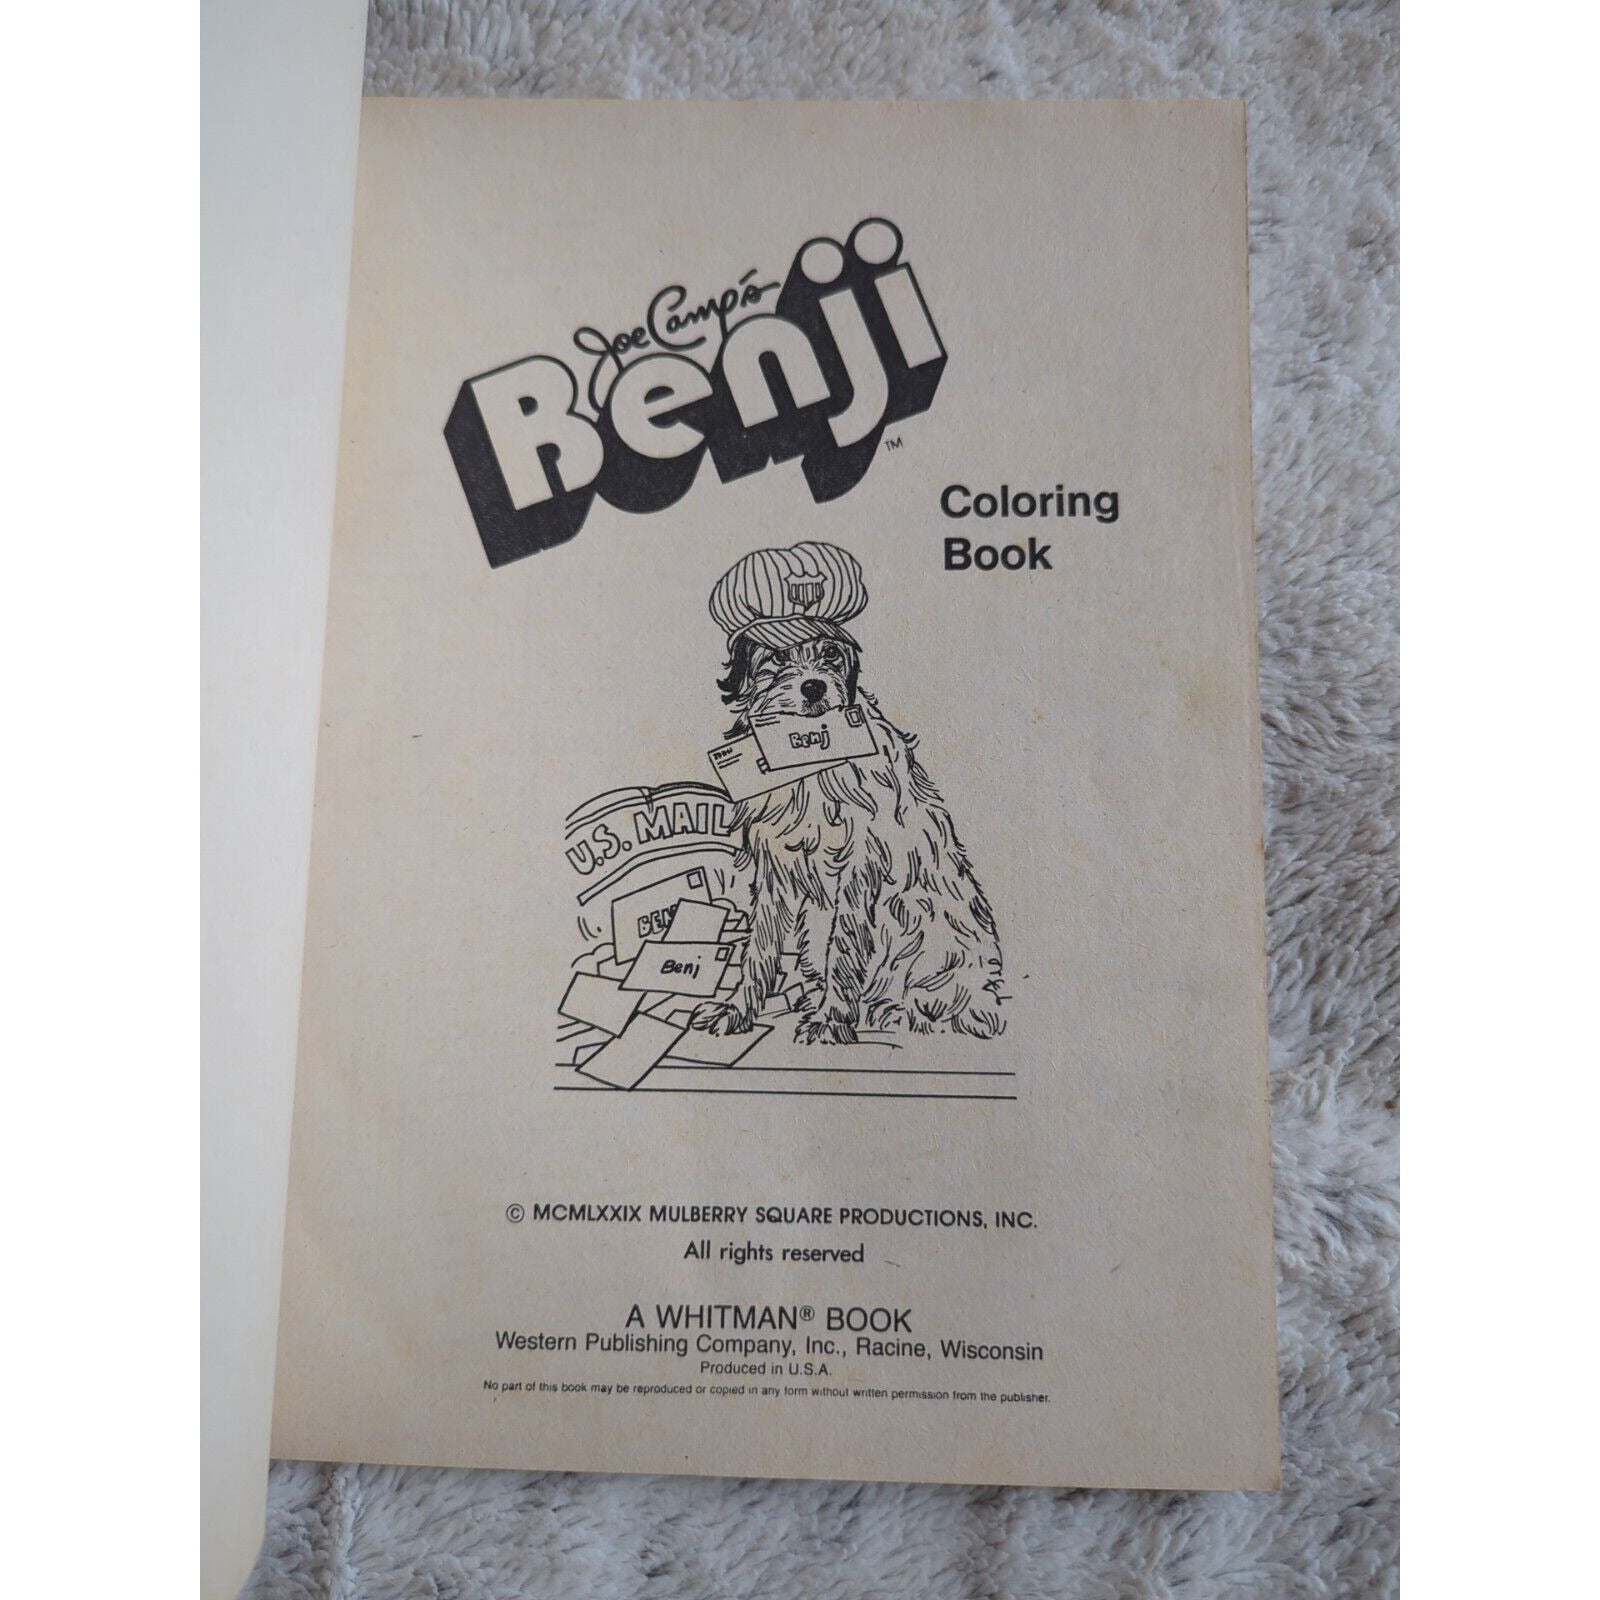 Joe Camp's
Benji
™
Coloring
Book
Benj
U.S. MAIL
BEN
Benj
© MCMLXXIX MULBERRY SQUARE PRODUCTIONS, INC.
All rights reserved
A WHITMAN® BOOK
Western Publishing Company, Inc., Racine, Wisconsin
Produced in U.S.A.
No part of this book may be reproduced or copied in any form without written permission from the publisher.